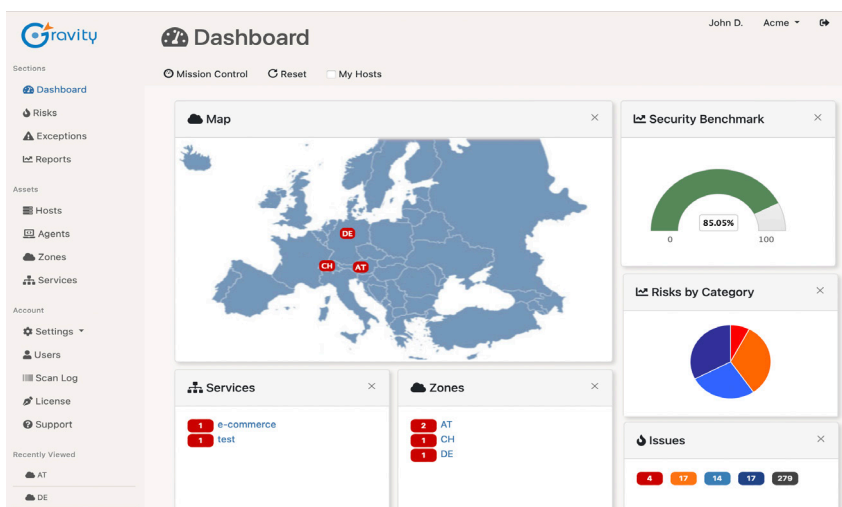 Gravity
John D. Acme
Dashboard
Mission Control Reset My Hosts
Sections
Dashboard
Risks
Exceptions
Reports
Assets
Hosts
Agents
Zones
Services
Account
Settings
Users
Scan Log
License
Support
Recently Viewed
AT
DE
Map
DE
CH
AT
Security Benchmark
85.05%
0 100
Risks by Category
Services
1 e-commerce
1 test
Zones
2 AT
1 CH
1 DE
Issues
4 17 14 17 279